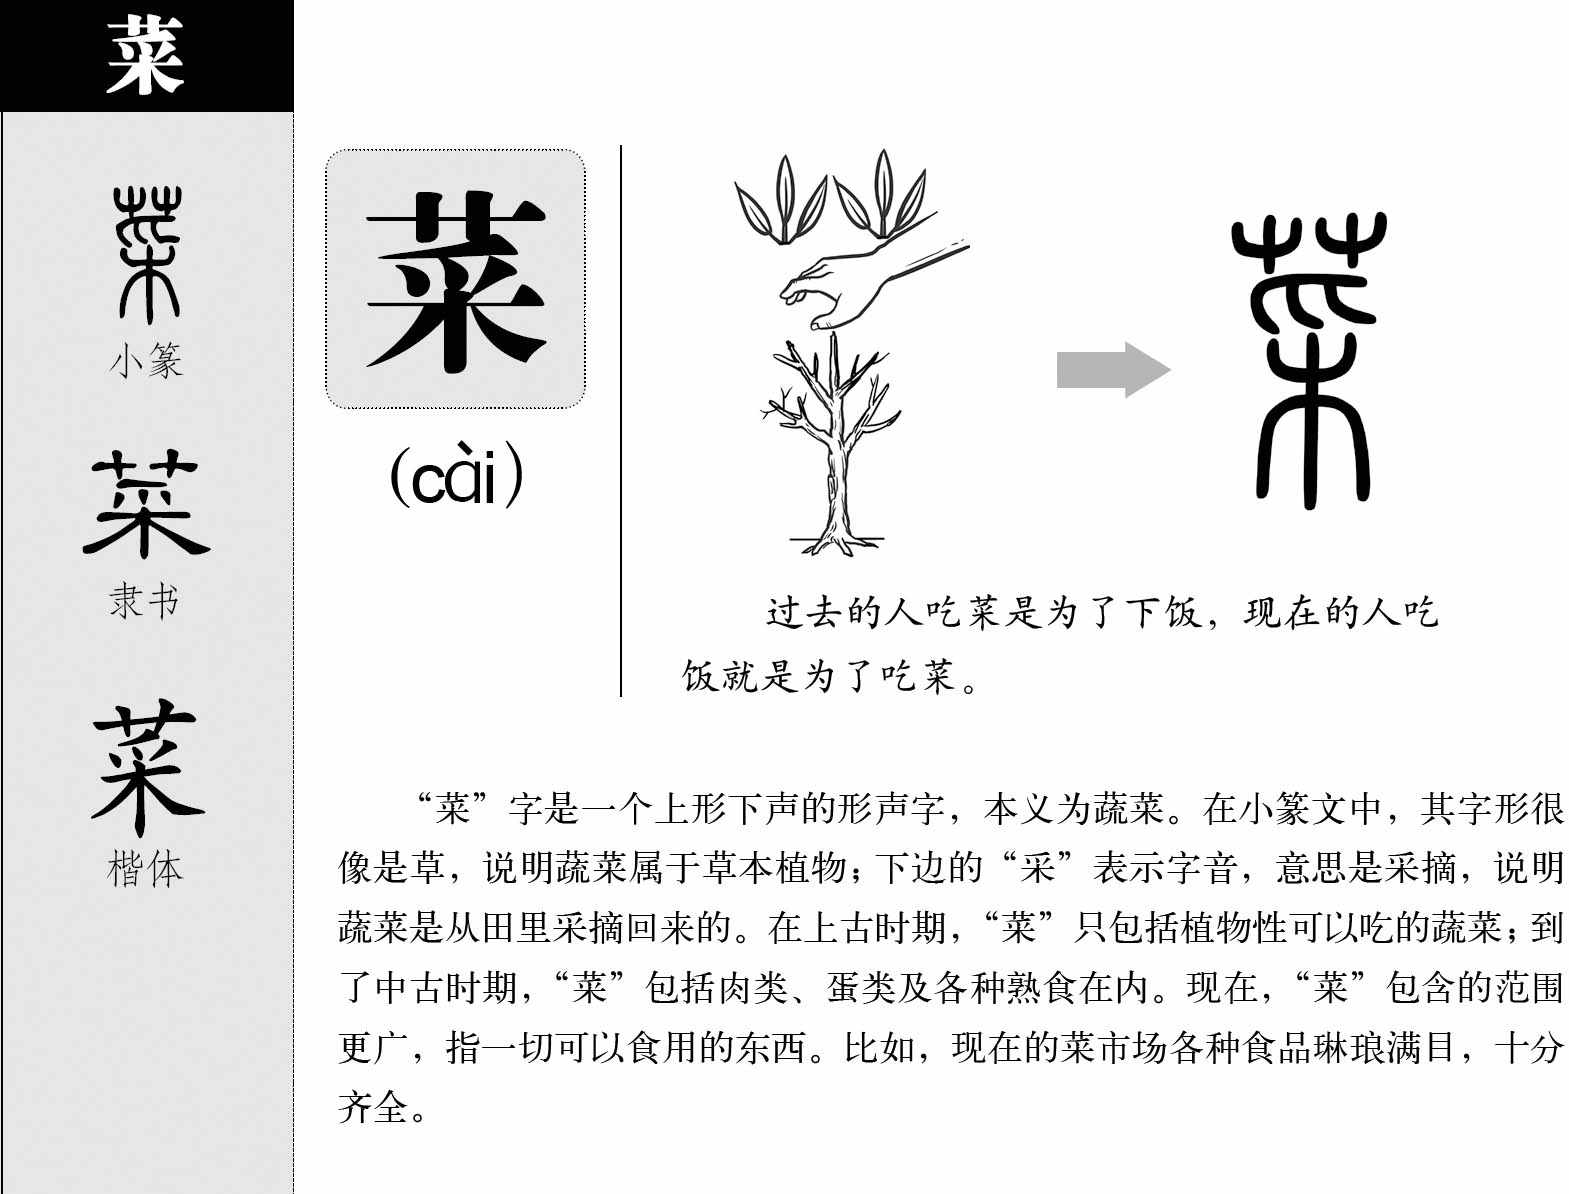 菜
菜
小篆
菜
隶书
菜
楷体
菜
(cài)
菜
过去的人吃菜是为了下饭，现在的人吃
饭就是为了吃菜。
“菜”字是一个上形下声的形声字，本义为蔬菜。在小篆文中，其字形很
像是草，说明蔬菜属于草本植物；下边的“采”表示字音，意思是采摘，说明
蔬菜是从田里采摘回来的。在上古时期，“菜”只包括植物性可以吃的蔬菜；到
了中古时期，“菜”包括肉类、蛋类及各种熟食在内。现在，“菜”包含的范围
更广，指一切可以食用的东西。比如，现在的菜市场各种食品琳琅满目，十分
齐全。